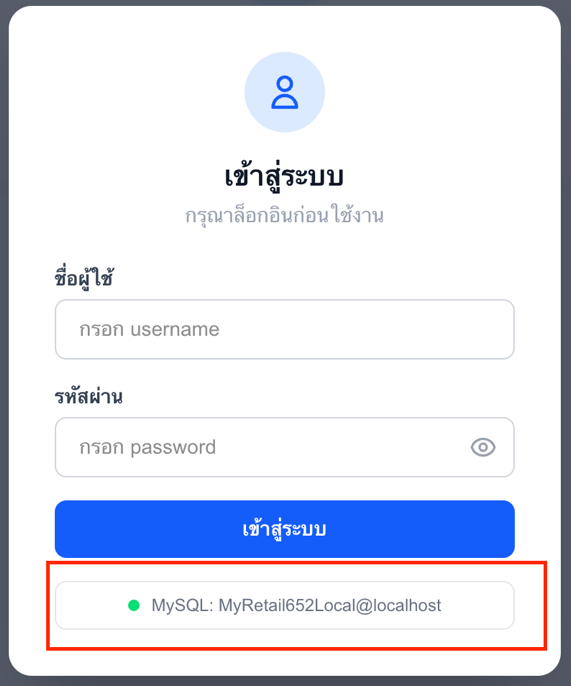 เข้าสู่ระบบ
กรุณาล็อกอินก่อนใช้งาน
ชื่อผู้ใช้
กรอก username
รหัสผ่าน
กรอก password
เข้าสู่ระบบ
MySQL: MyRetail652Local@localhost